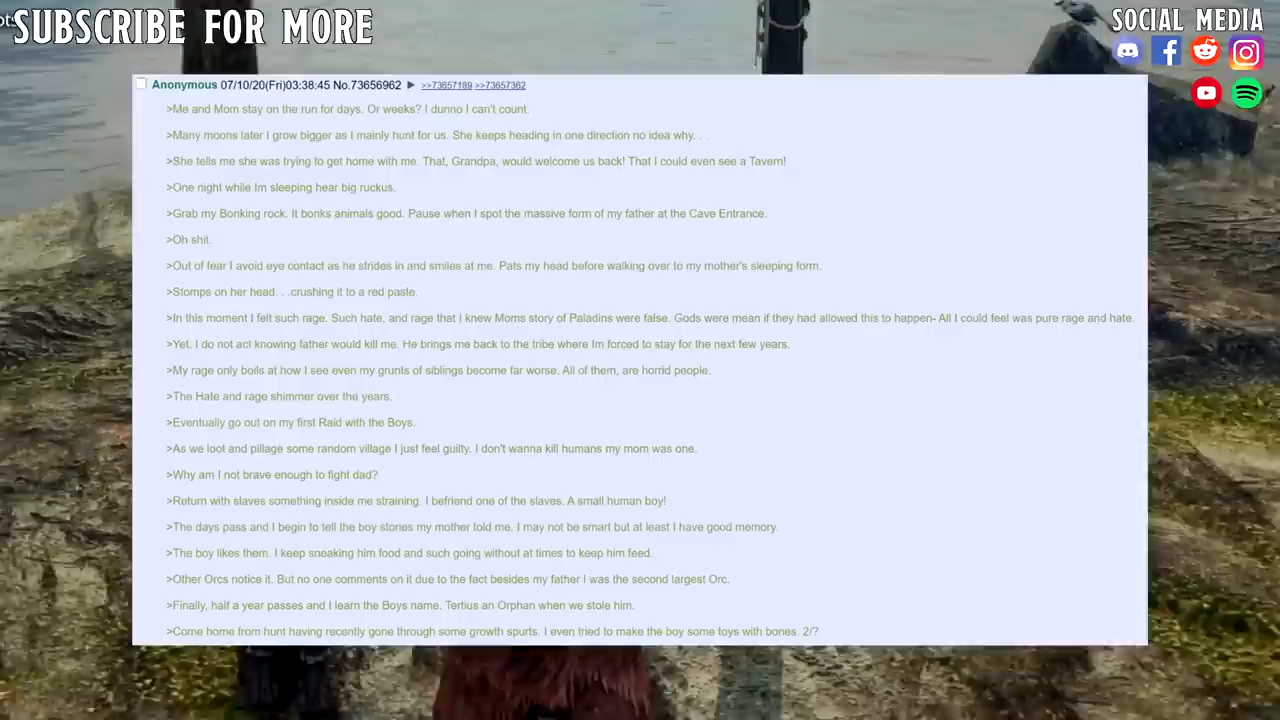 ots
SUBSCRIBE FOR MORE
SOCIAL MEDIA
Anonymous 07/10/20(Fri)03:38:45 No.73656962 ▶ >>73657189 >>73657362
>Me and Mom stay on the run for days. Or weeks? I dunno I can't count.
>Many moons later I grow bigger as I mainly hunt for us. She keeps heading in one direction no idea why. . .
>She tells me she was trying to get home with me. That, Grandpa, would welcome us back! That I could even see a Tavern!
>One night while Im sleeping hear big ruckus.
>Grab my Bonking rock. It bonks animals good. Pause when I spot the massive form of my father at the Cave Entrance.
>Oh shit.
>Out of fear I avoid eye contact as he strides in and smiles at me. Pats my head before walking over to my mother's sleeping form.
>Stomps on her head. . .crushing it to a red paste.
>In this moment I felt such rage. Such hate, and rage that I knew Moms story of Paladins were false. Gods were mean if they had allowed this to happen- All I could feel was pure rage and hate.
>Yet, I do not act knowing father would kill me. He brings me back to the tribe where Im forced to stay for the next few years.
>My rage only boils at how I see even my grunts of siblings become far worse. All of them, are horrid people.
>The Hate and rage shimmer over the years.
>Eventually go out on my first Raid with the Boys.
>As we loot and pillage some random village I just feel guilty. I don't wanna kill humans my mom was one.
>Why am I not brave enough to fight dad?
>Return with slaves something inside me straining. I befriend one of the slaves. A small human boy!
>The days pass and I begin to tell the boy stories my mother told me. I may not be smart but at least I have good memory.
>The boy likes them. I keep sneaking him food and such going without at times to keep him feed.
>Other Orcs notice it. But no one comments on it due to the fact besides my father I was the second largest Orc.
>Finally, half a year passes and I learn the Boys name. Tertius an Orphan when we stole him.
>Come home from hunt having recently gone through some growth spurts. I even tried to make the boy some toys with bones. 2/?